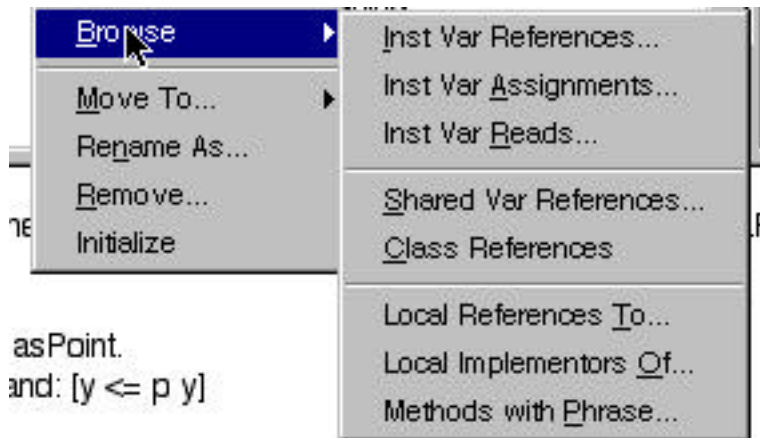 Browse
Move To...
Rename As...
Remove...
Initialize
Inst Var References...
Inst Var Assignments...
Inst Var Reads...
Shared Var References...
Class References
Local References To...
Local Implementors Of...
Methods with Phrase...
asPoint.
and: [y <= p y]